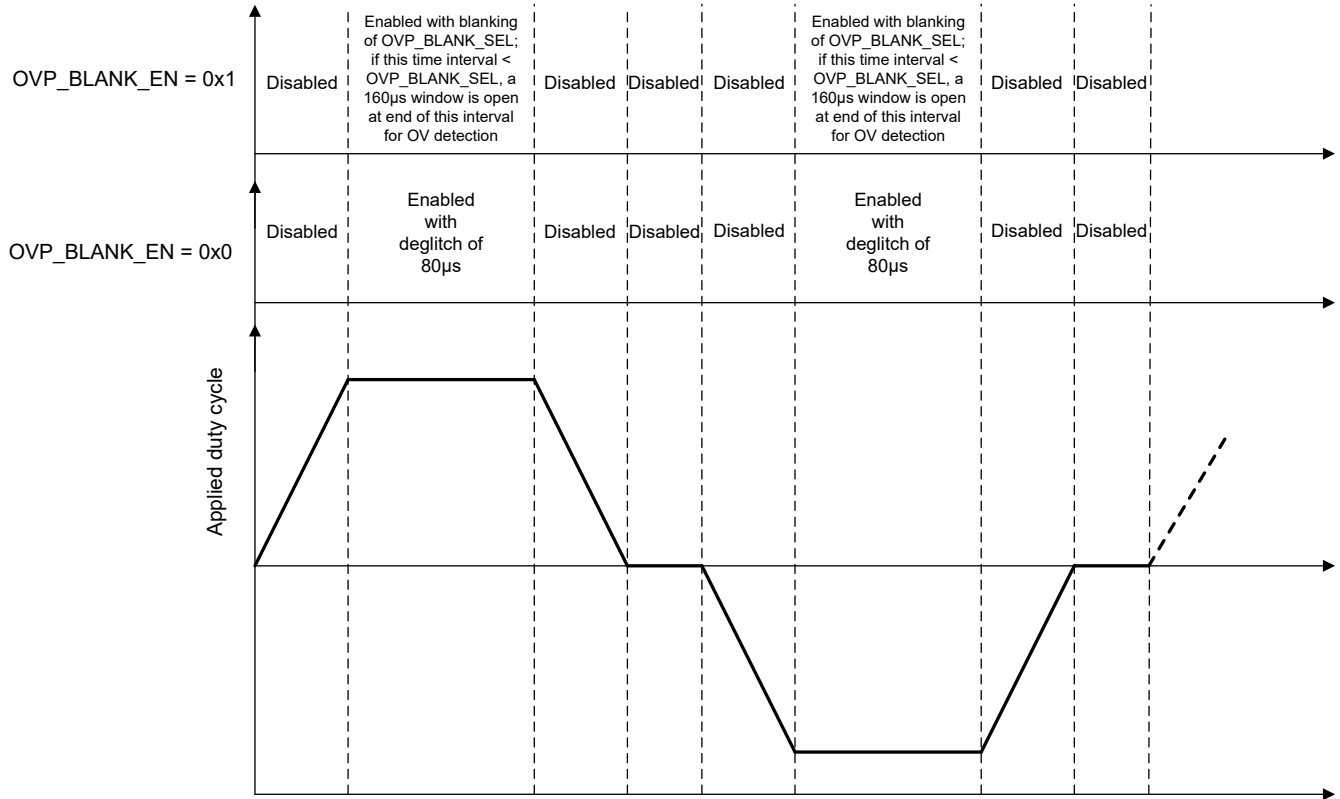 OVP_BLANK_EN = 0x1
Disabled
Enabled with blanking
of OVP_BLANK_SEL;
if this time interval <
OVP_BLANK_SEL, a
160µs window is open
at end of this interval
for OV detection
Disabled
Disabled
Disabled
Enabled with blanking
of OVP_BLANK_SEL;
if this time interval <
OVP_BLANK_SEL, a
160µs window is open
at end of this interval
for OV detection
Disabled
Disabled
OVP_BLANK_EN = 0x0
Disabled
Enabled
with
deglitch of
80µs
Disabled
Disabled
Disabled
Enabled
with
deglitch of
80µs
Disabled
Disabled
Applied duty cycle